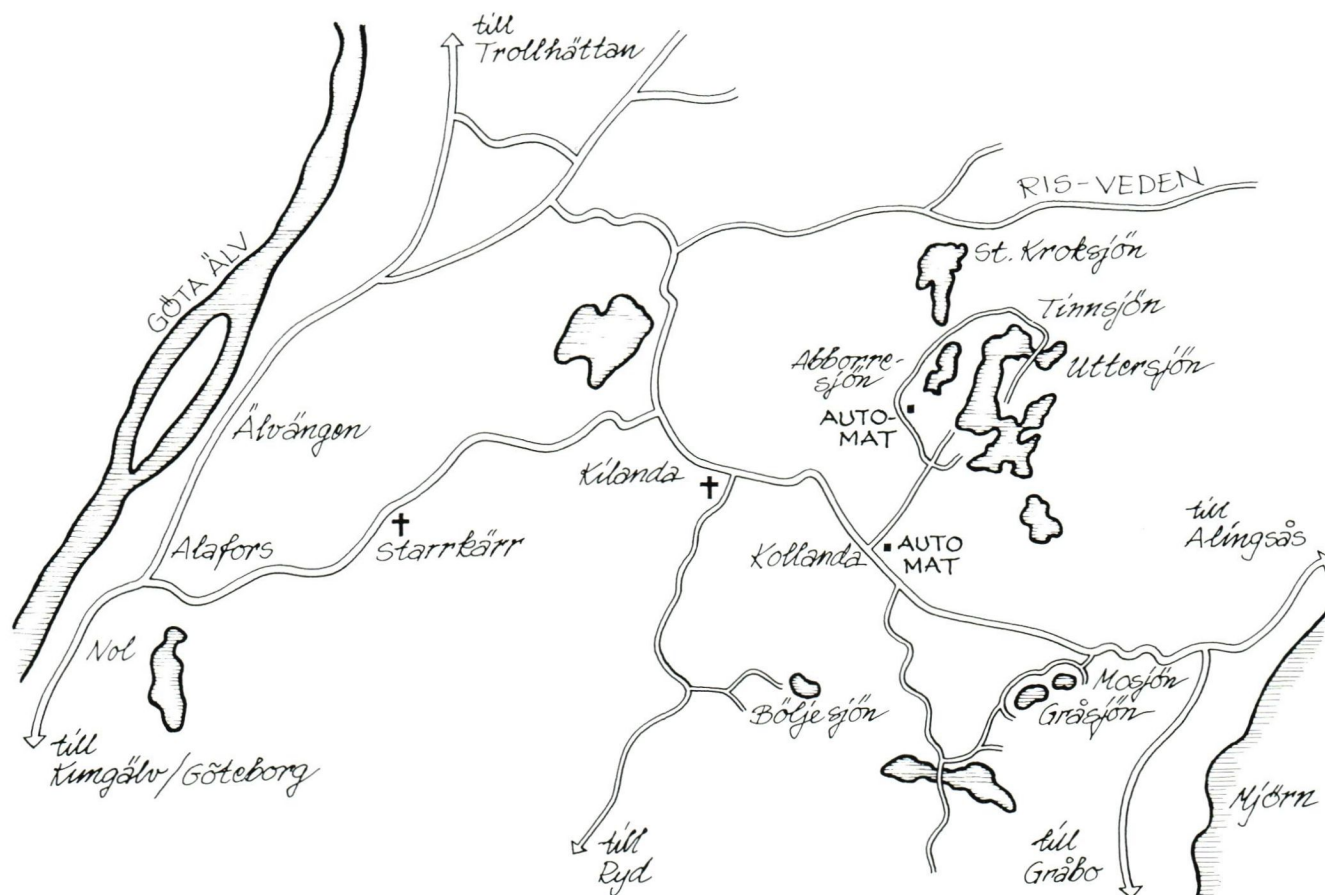 till
Trollhättan
RIS-VEDEN
GÖTA ÄLV
St. Kroksjön
Tinnsjön
Abborre-
sjön
Uttersjön
AUTO-
MAT
Älvängen
Kilanda
till
Alingsås
Alafors
Starrkärr
Kollanda
AUTO
MAT
Nol
Mosjön
Gråsjön
Böljesjön
till
Kungälv/Göteborg
Mjörn
till
Ryd
till
Gråbo